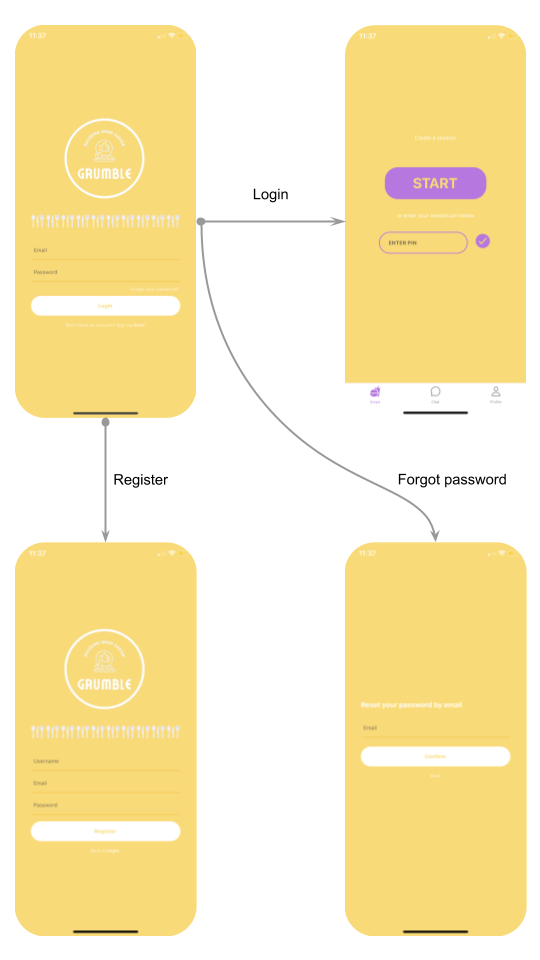 11:37
GRUMBLE
Email
Password
Forgot your password?
Login
Don't have an account? Sign up here!
Login
11:37
Create a session
START
or enter your session pin below
ENTER PIN
Chat
Profile
Register
Forgot password
11:37
GRUMBLE
Username
Email
Password
Register
Back to login
11:37
Reset your password by email
Email
Confirm